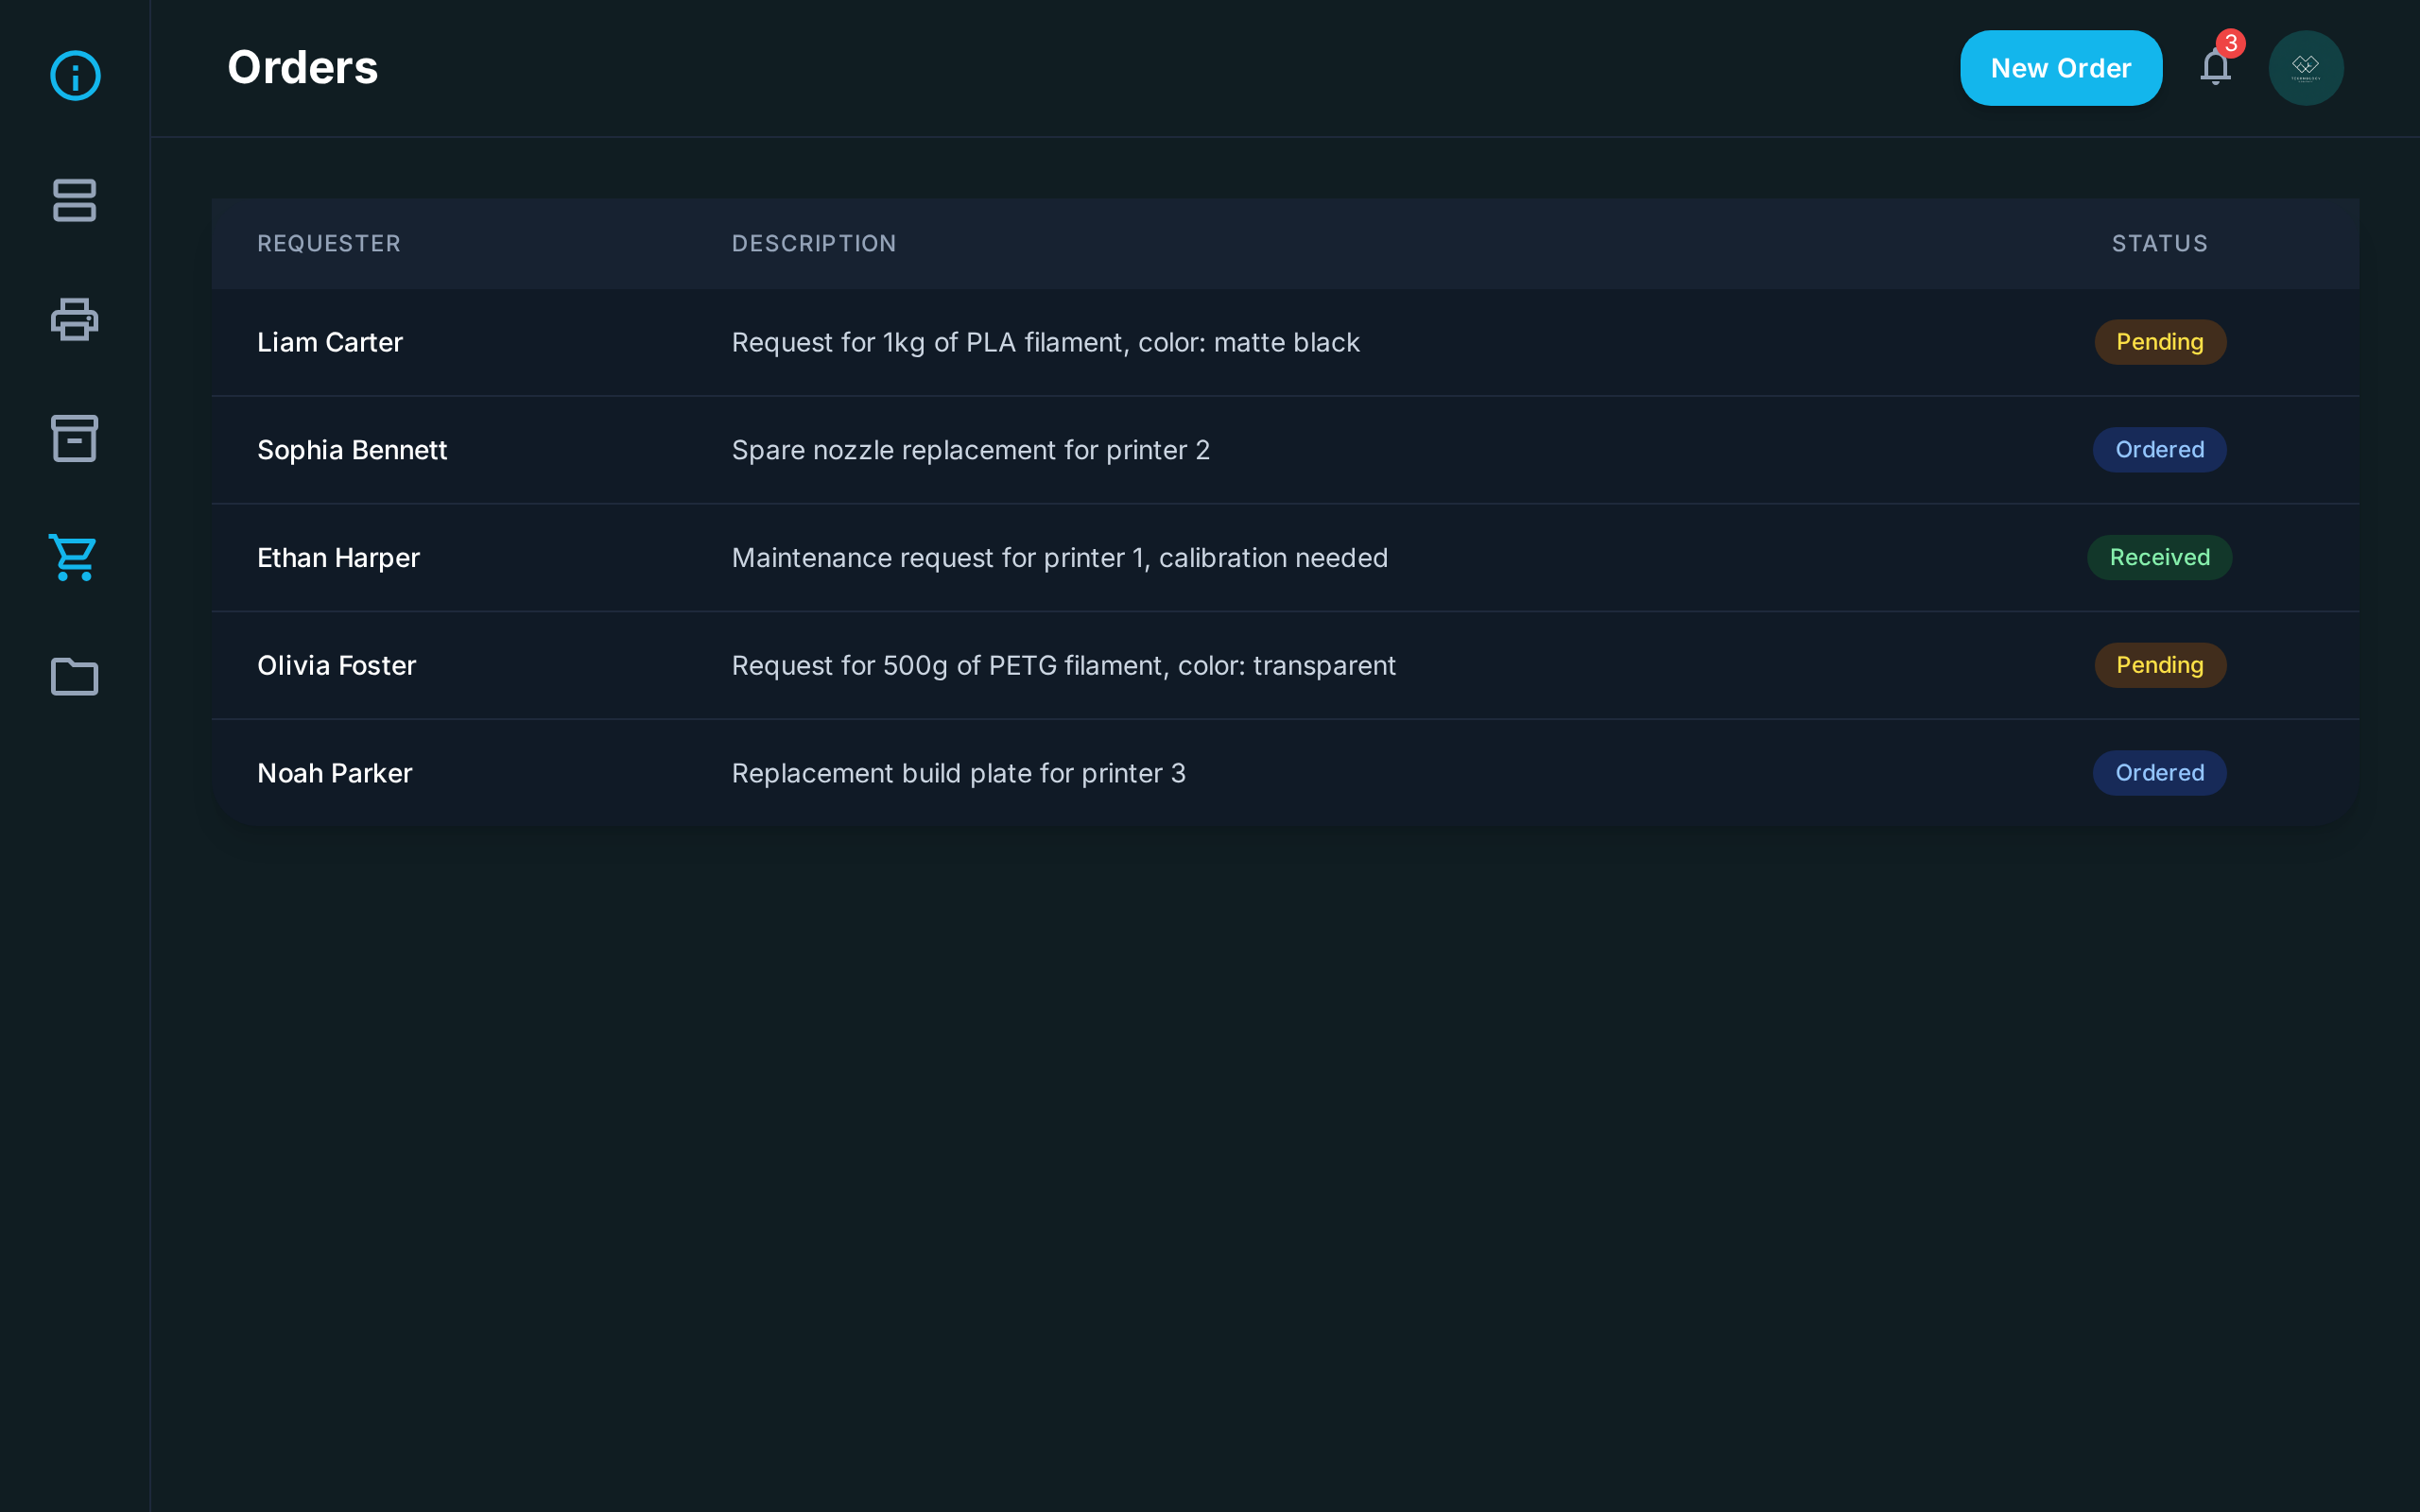 Orders
New Order
3
REQUESTER DESCRIPTION STATUS
Liam Carter Request for 1kg of PLA filament, color: matte black Pending
Sophia Bennett Spare nozzle replacement for printer 2 Ordered
Ethan Harper Maintenance request for printer 1, calibration needed Received
Olivia Foster Request for 500g of PETG filament, color: transparent Pending
Noah Parker Replacement build plate for printer 3 Ordered